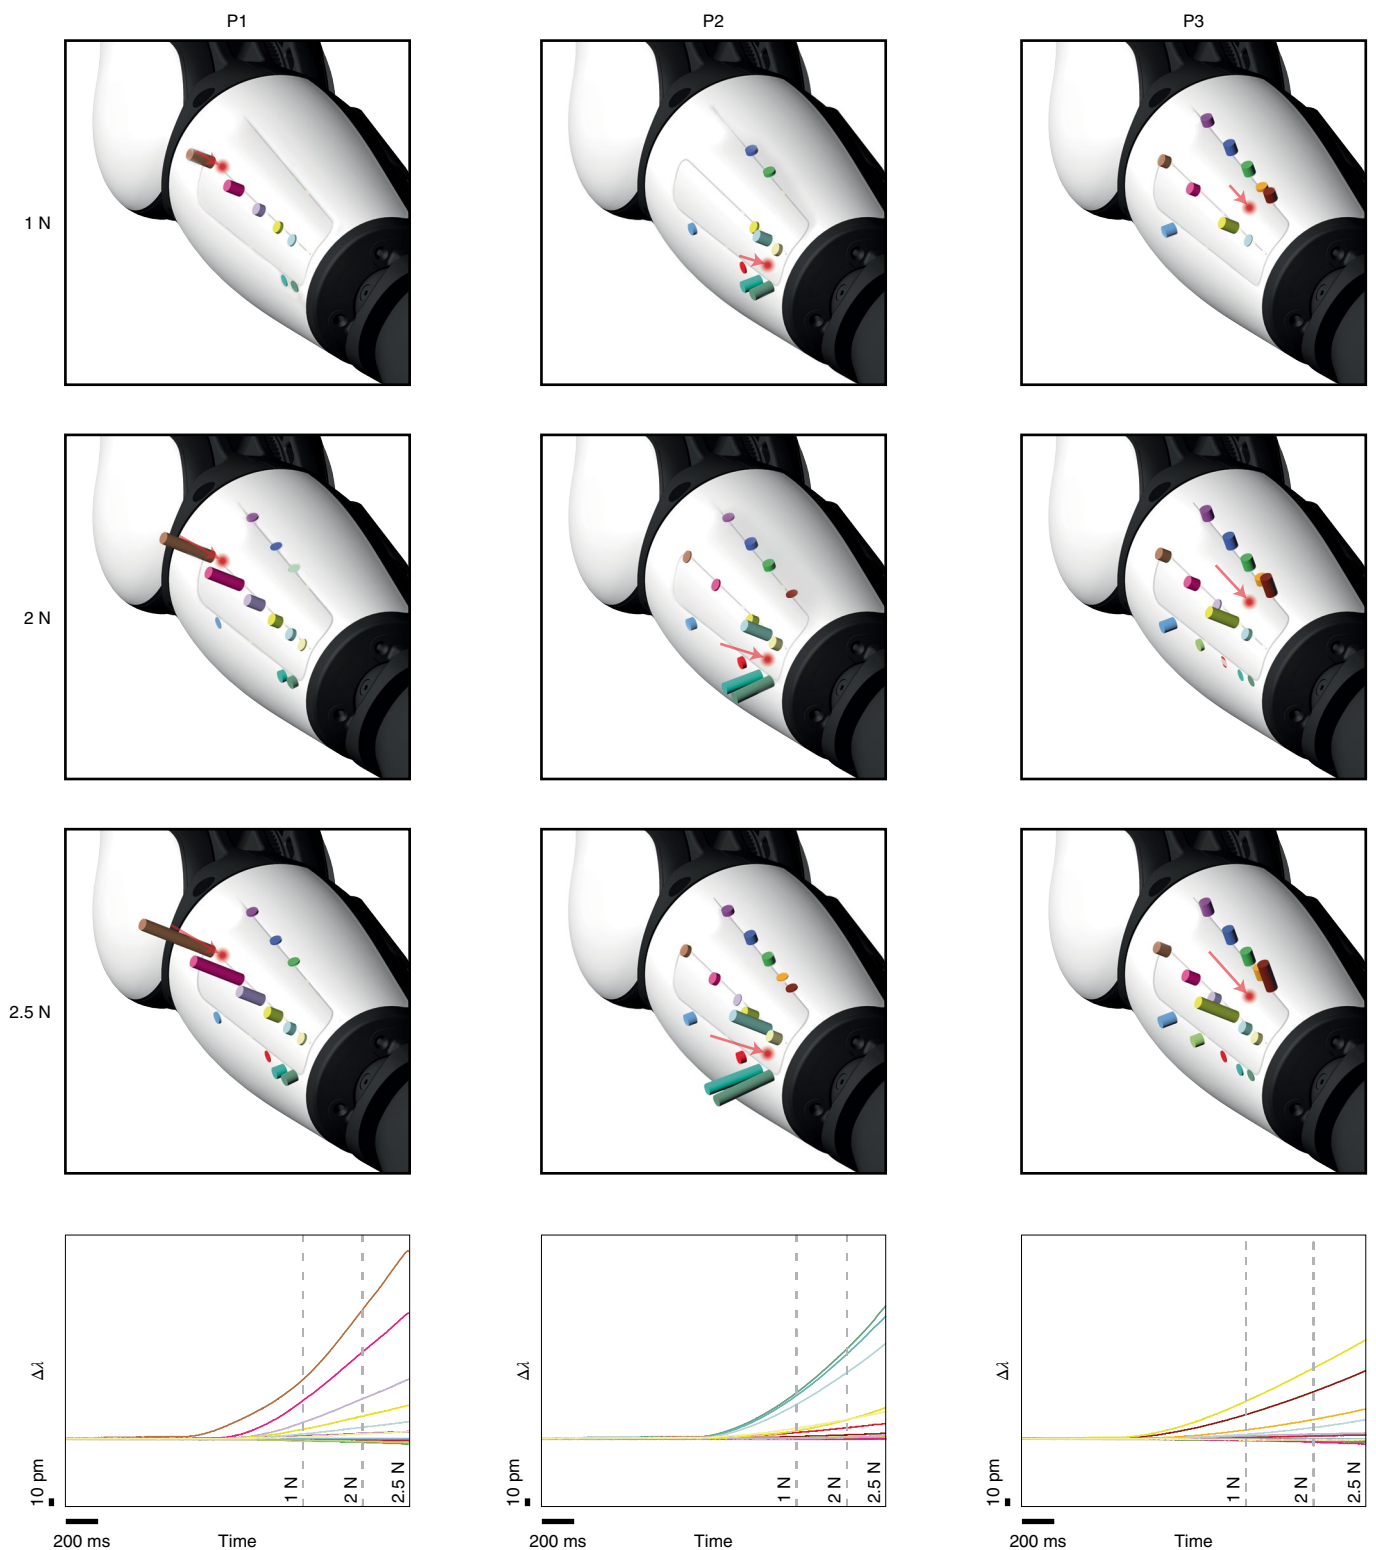 P1 P2 P3
1 N
2 N
2.5 N
Δλ Δλ Δλ
10 pm 10 pm 10 pm
1 N 2 N 2.5 N 1 N 2 N 2.5 N 1 N 2 N 2.5 N
200 ms Time 200 ms Time 200 ms Time